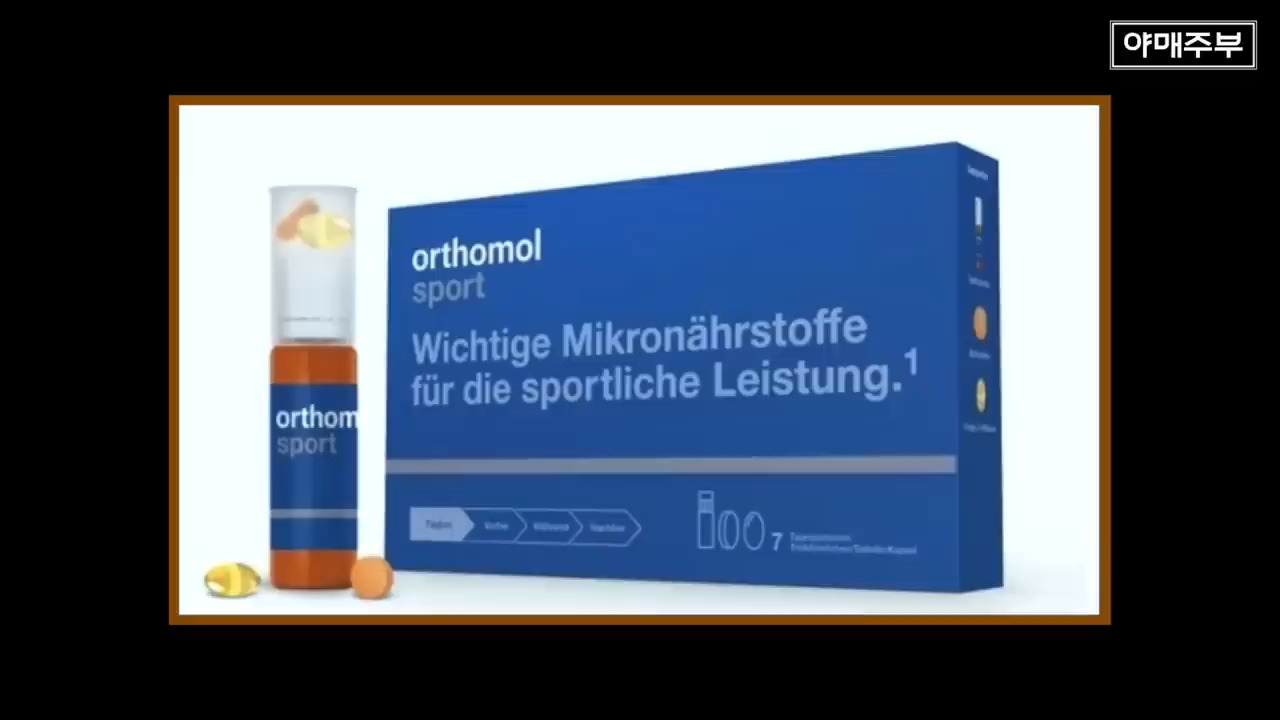 야매주부
orthomol
sport
Wichtige Mikronährstoffe
für die sportliche Leistung.¹
orthom
sport
7